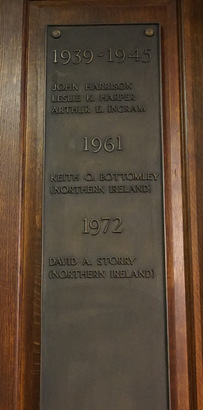 1939-1945
JOHN HARRISON
LESLIE K. HARPER
ARTHUR E. INGRAM
1961
KEITH O. BOTTOMLEY
(NORTHERN IRELAND)
1972
DAVID A. STORRY
(NORTHERN IRELAND)